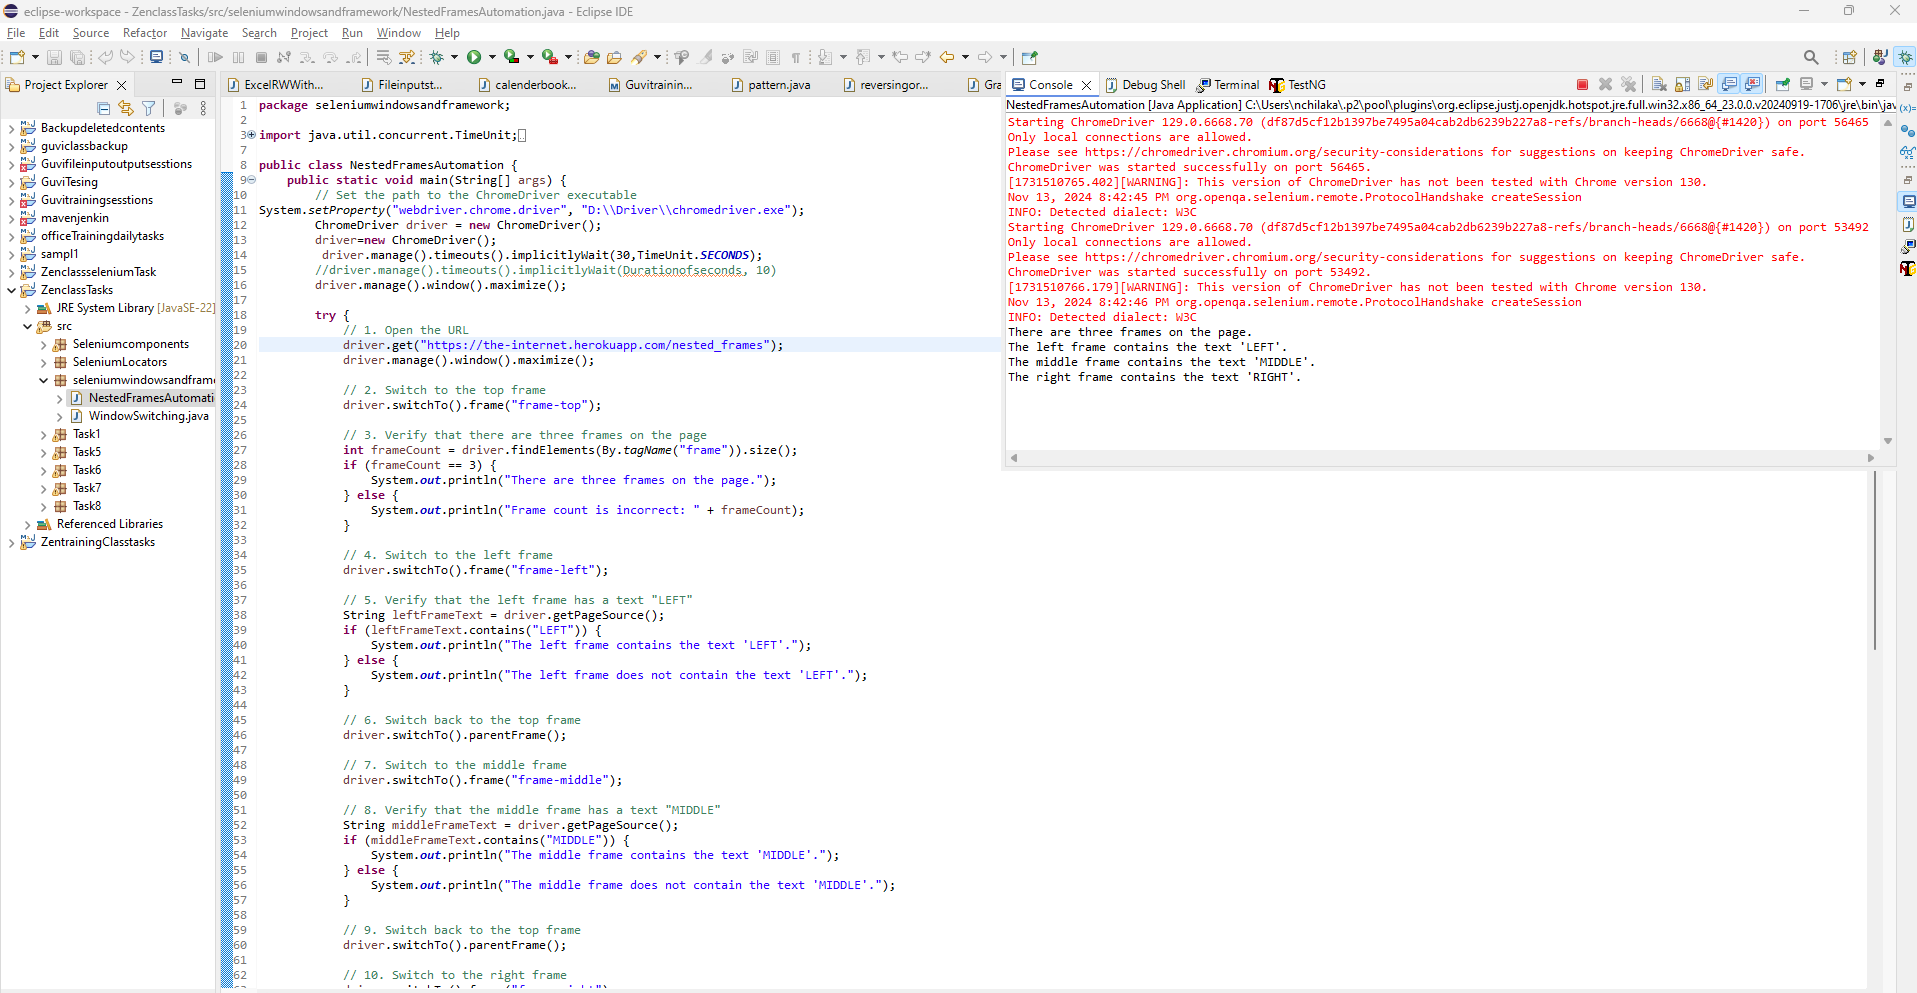 eclipse-workspace - ZenclassTasks/src/seleniumwindowsandframework/NestedFramesAutomation.java - Eclipse IDE
File Edit Source Refactor Navigate Search Project Run Window Help
Project Explorer
Backupdeletedcontents
guviclassbackup
Guvifileinputoutputsesstions
GuviTesing
Guvitrainingsesstions
mavenjenkin
officeTrainingdailytasks
sampl1
ZenclassseleniumTask
ZenclassTasks
JRE System Library [JavaSE-22]
src
Seleniumcomponents
SeleniumLocators
seleniumwindowsandframe
NestedFramesAutomati
WindowSwitching.java
Task1
Task5
Task6
Task7
Task8
Referenced Libraries
ZentrainingClasstasks
ExcelRWWith... Fileinputstt... calenderbook... Guvitrainin... pattern.java reversingor... Gra
1 package seleniumwindowsandframework;
2
3 import java.util.concurrent.TimeUnit;
7
8 public class NestedFramesAutomation {
9 public static void main(String[] args) {
10 // Set the path to the ChromeDriver executable
11 System.setProperty("webdriver.chrome.driver", "D:\\Driver\\chromedriver.exe");
12 ChromeDriver driver = new ChromeDriver();
13 driver=new ChromeDriver();
14 driver.manage().timeouts().implicitlyWait(30,TimeUnit.SECONDS);
15 //driver.manage().timeouts().implicitlyWait(Durationofseconds, 10)
16 driver.manage().window().maximize();
17
18 try {
19 // 1. Open the URL
20 driver.get("https://the-internet.herokuapp.com/nested_frames");
21 driver.manage().window().maximize();
22
23 // 2. Switch to the top frame
24 driver.switchTo().frame("frame-top");
25
26 // 3. Verify that there are three frames on the page
27 int frameCount = driver.findElements(By.tagName("frame")).size();
28 if (frameCount == 3) {
29 System.out.println("There are three frames on the page.");
30 } else {
31 System.out.println("Frame count is incorrect: " + frameCount);
32 }
33
34 // 4. Switch to the left frame
35 driver.switchTo().frame("frame-left");
36
37 // 5. Verify that the left frame has a text "LEFT"
38 String leftFrameText = driver.getPageSource();
39 if (leftFrameText.contains("LEFT")) {
40 System.out.println("The left frame contains the text 'LEFT'.");
41 } else {
42 System.out.println("The left frame does not contain the text 'LEFT'.");
43 }
44
45 // 6. Switch back to the top frame
46 driver.switchTo().parentFrame();
47
48 // 7. Switch to the middle frame
49 driver.switchTo().frame("frame-middle");
50
51 // 8. Verify that the middle frame has a text "MIDDLE"
52 String middleFrameText = driver.getPageSource();
53 if (middleFrameText.contains("MIDDLE")) {
54 System.out.println("The middle frame contains the text 'MIDDLE'.");
55 } else {
56 System.out.println("The middle frame does not contain the text 'MIDDLE'.");
57 }
58
59 // 9. Switch back to the top frame
60 driver.switchTo().parentFrame();
61
62 // 10. Switch to the right frame
Console Debug Shell Terminal TestNG
NestedFramesAutomation [Java Application] C:\Users\nchilaka\.p2\pool\plugins\org.eclipse.justj.openjdk.hotspot.jre.full.win32.x86_64_23.0.0.v20240919-1706\jre\bin\jav
Starting ChromeDriver 129.0.6668.70 (df87d5cf12b1397be7495a04cab2db6239b227a8-refs/branch-heads/6668@{#1420}) on port 56465
Only local connections are allowed.
Please see https://chromedriver.chromium.org/security-considerations for suggestions on keeping ChromeDriver safe.
ChromeDriver was started successfully on port 56465.
[1731510765.402][WARNING]: This version of ChromeDriver has not been tested with Chrome version 130.
Nov 13, 2024 8:42:45 PM org.openqa.selenium.remote.ProtocolHandshake createSession
INFO: Detected dialect: W3C
Starting ChromeDriver 129.0.6668.70 (df87d5cf12b1397be7495a04cab2db6239b227a8-refs/branch-heads/6668@{#1420}) on port 53492
Only local connections are allowed.
Please see https://chromedriver.chromium.org/security-considerations for suggestions on keeping ChromeDriver safe.
ChromeDriver was started successfully on port 53492.
[1731510766.179][WARNING]: This version of ChromeDriver has not been tested with Chrome version 130.
Nov 13, 2024 8:42:46 PM org.openqa.selenium.remote.ProtocolHandshake createSession
INFO: Detected dialect: W3C
There are three frames on the page.
The left frame contains the text 'LEFT'.
The middle frame contains the text 'MIDDLE'.
The right frame contains the text 'RIGHT'.